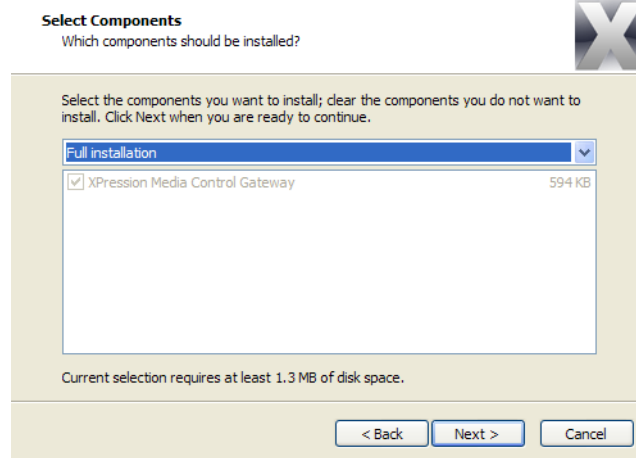 Select Components
Which components should be installed?
Select the components you want to install; clear the components you do not want to
install. Click Next when you are ready to continue.
Full installation
XPression Media Control Gateway 594 KB
Current selection requires at least 1.3 MB of disk space.
< Back Next > Cancel